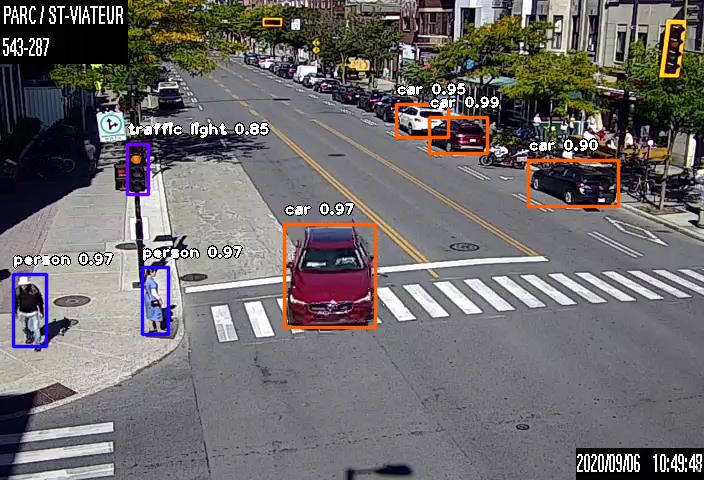 PARC / ST-VIATEUR
543-287
car 0.95
car 0.99
traffic light 0.85
car 0.90
car 0.97
person 0.97
person 0.97
2020/09/06 10:49:48